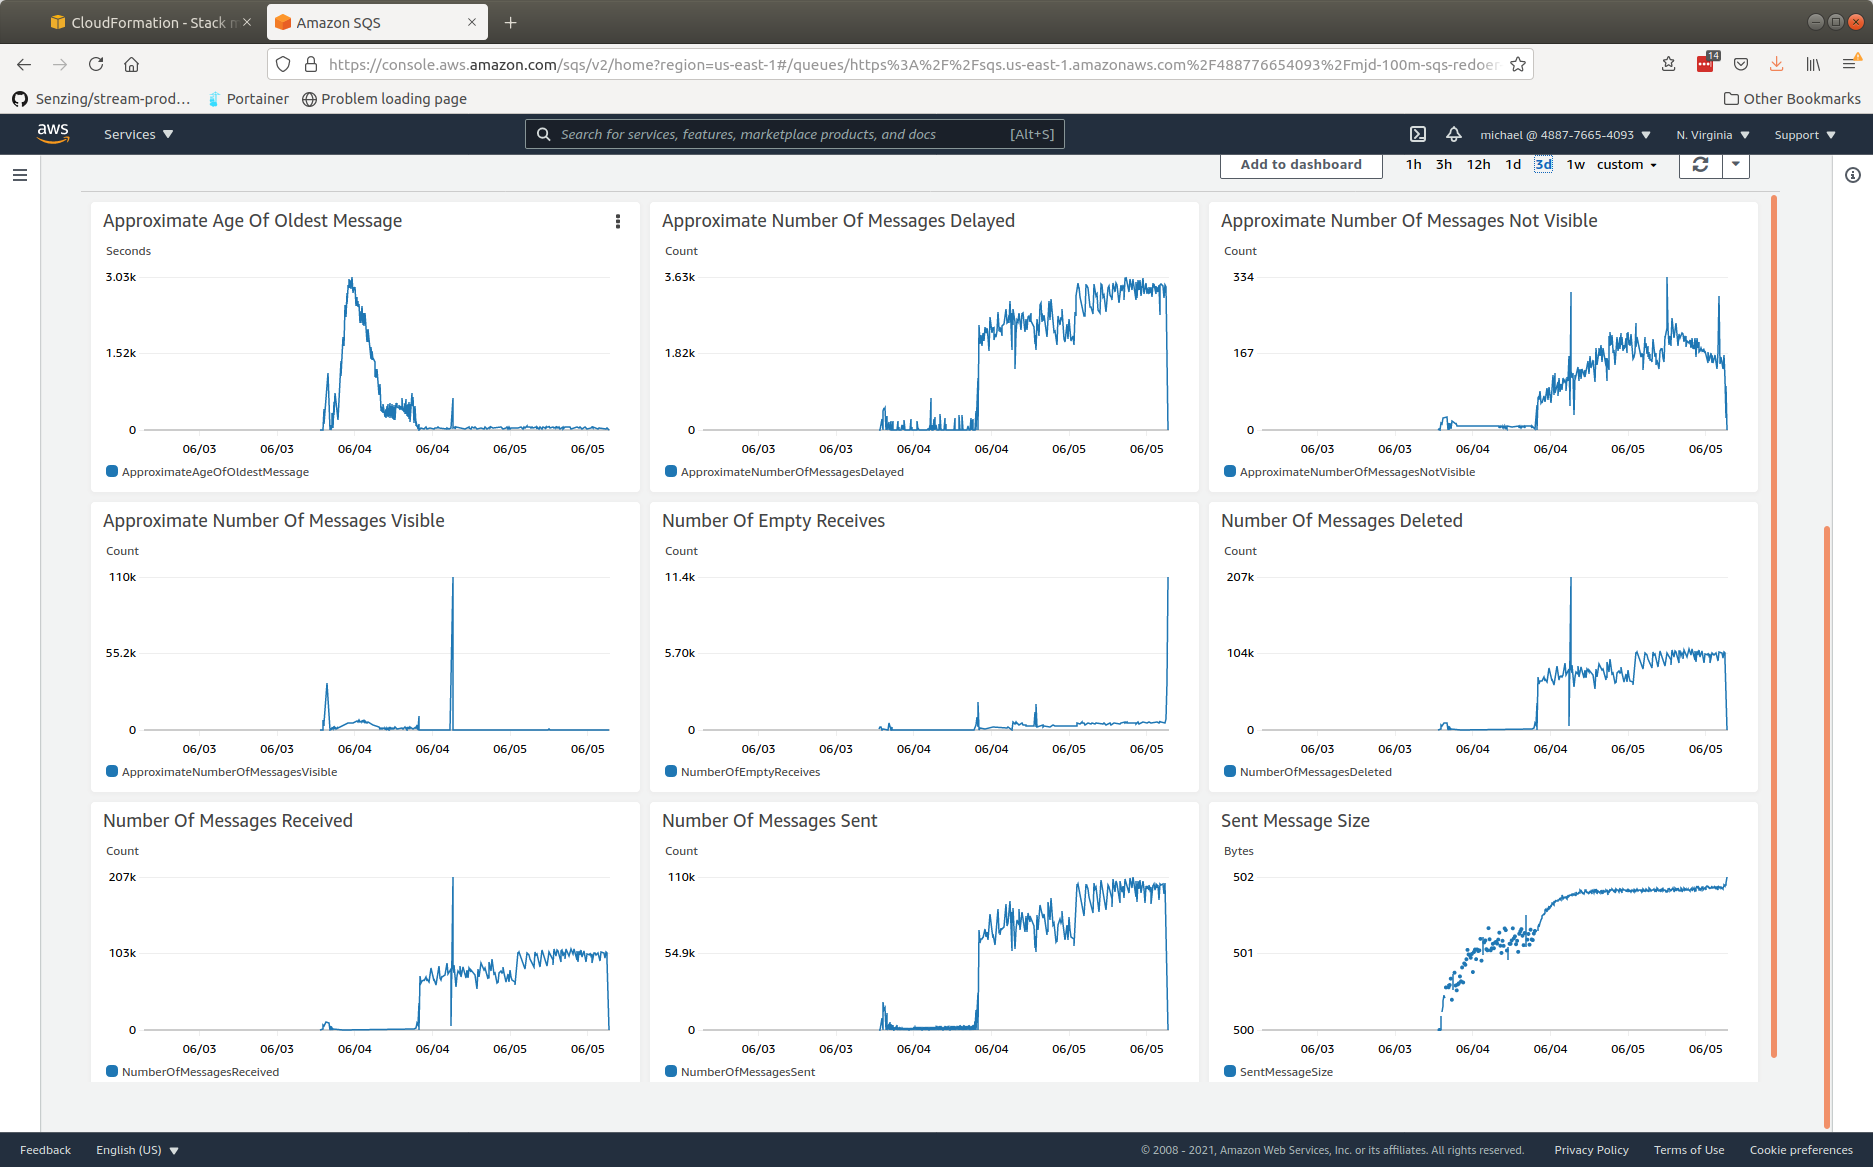 CloudFormation - Stack m
Amazon SQS
https://console.aws.amazon.com/sqs/v2/home?region=us-east-1#/queues/https%3A%2F%2Fsqs.us-east-1.amazonaws.com%2F488776654093%2Fmjd-100m-sqs-redoer
14
Senzing/stream-prod... Portainer Problem loading page Other Bookmarks
aws Services Search for services, features, marketplace products, and docs [Alt+S] michael @ 4887-7665-4093 N. Virginia Support
Add to dashboard 1h 3h 12h 1d 3d 1w custom
Approximate Age Of Oldest Message
Seconds
3.03k
1.52k
0
06/03 06/03 06/04 06/04 06/05 06/05
ApproximateAgeOfOldestMessage
Approximate Number Of Messages Delayed
Count
3.63k
1.82k
0
06/03 06/03 06/04 06/04 06/05 06/05
ApproximateNumberOfMessagesDelayed
Approximate Number Of Messages Not Visible
Count
334
167
0
06/03 06/03 06/04 06/04 06/05 06/05
ApproximateNumberOfMessagesNotVisible
Approximate Number Of Messages Visible
Count
110k
55.2k
0
06/03 06/03 06/04 06/04 06/05 06/05
ApproximateNumberOfMessagesVisible
Number Of Empty Receives
Count
11.4k
5.70k
0
06/03 06/03 06/04 06/04 06/05 06/05
NumberOfEmptyReceives
Number Of Messages Deleted
Count
207k
104k
0
06/03 06/03 06/04 06/04 06/05 06/05
NumberOfMessagesDeleted
Number Of Messages Received
Count
207k
103k
0
06/03 06/03 06/04 06/04 06/05 06/05
NumberOfMessagesReceived
Number Of Messages Sent
Count
110k
54.9k
0
06/03 06/03 06/04 06/04 06/05 06/05
NumberOfMessagesSent
Sent Message Size
Bytes
502
501
500
06/03 06/03 06/04 06/04 06/05 06/05
SentMessageSize
Feedback English (US) © 2008 - 2021, Amazon Web Services, Inc. or its affiliates. All rights reserved. Privacy Policy Terms of Use Cookie preferences